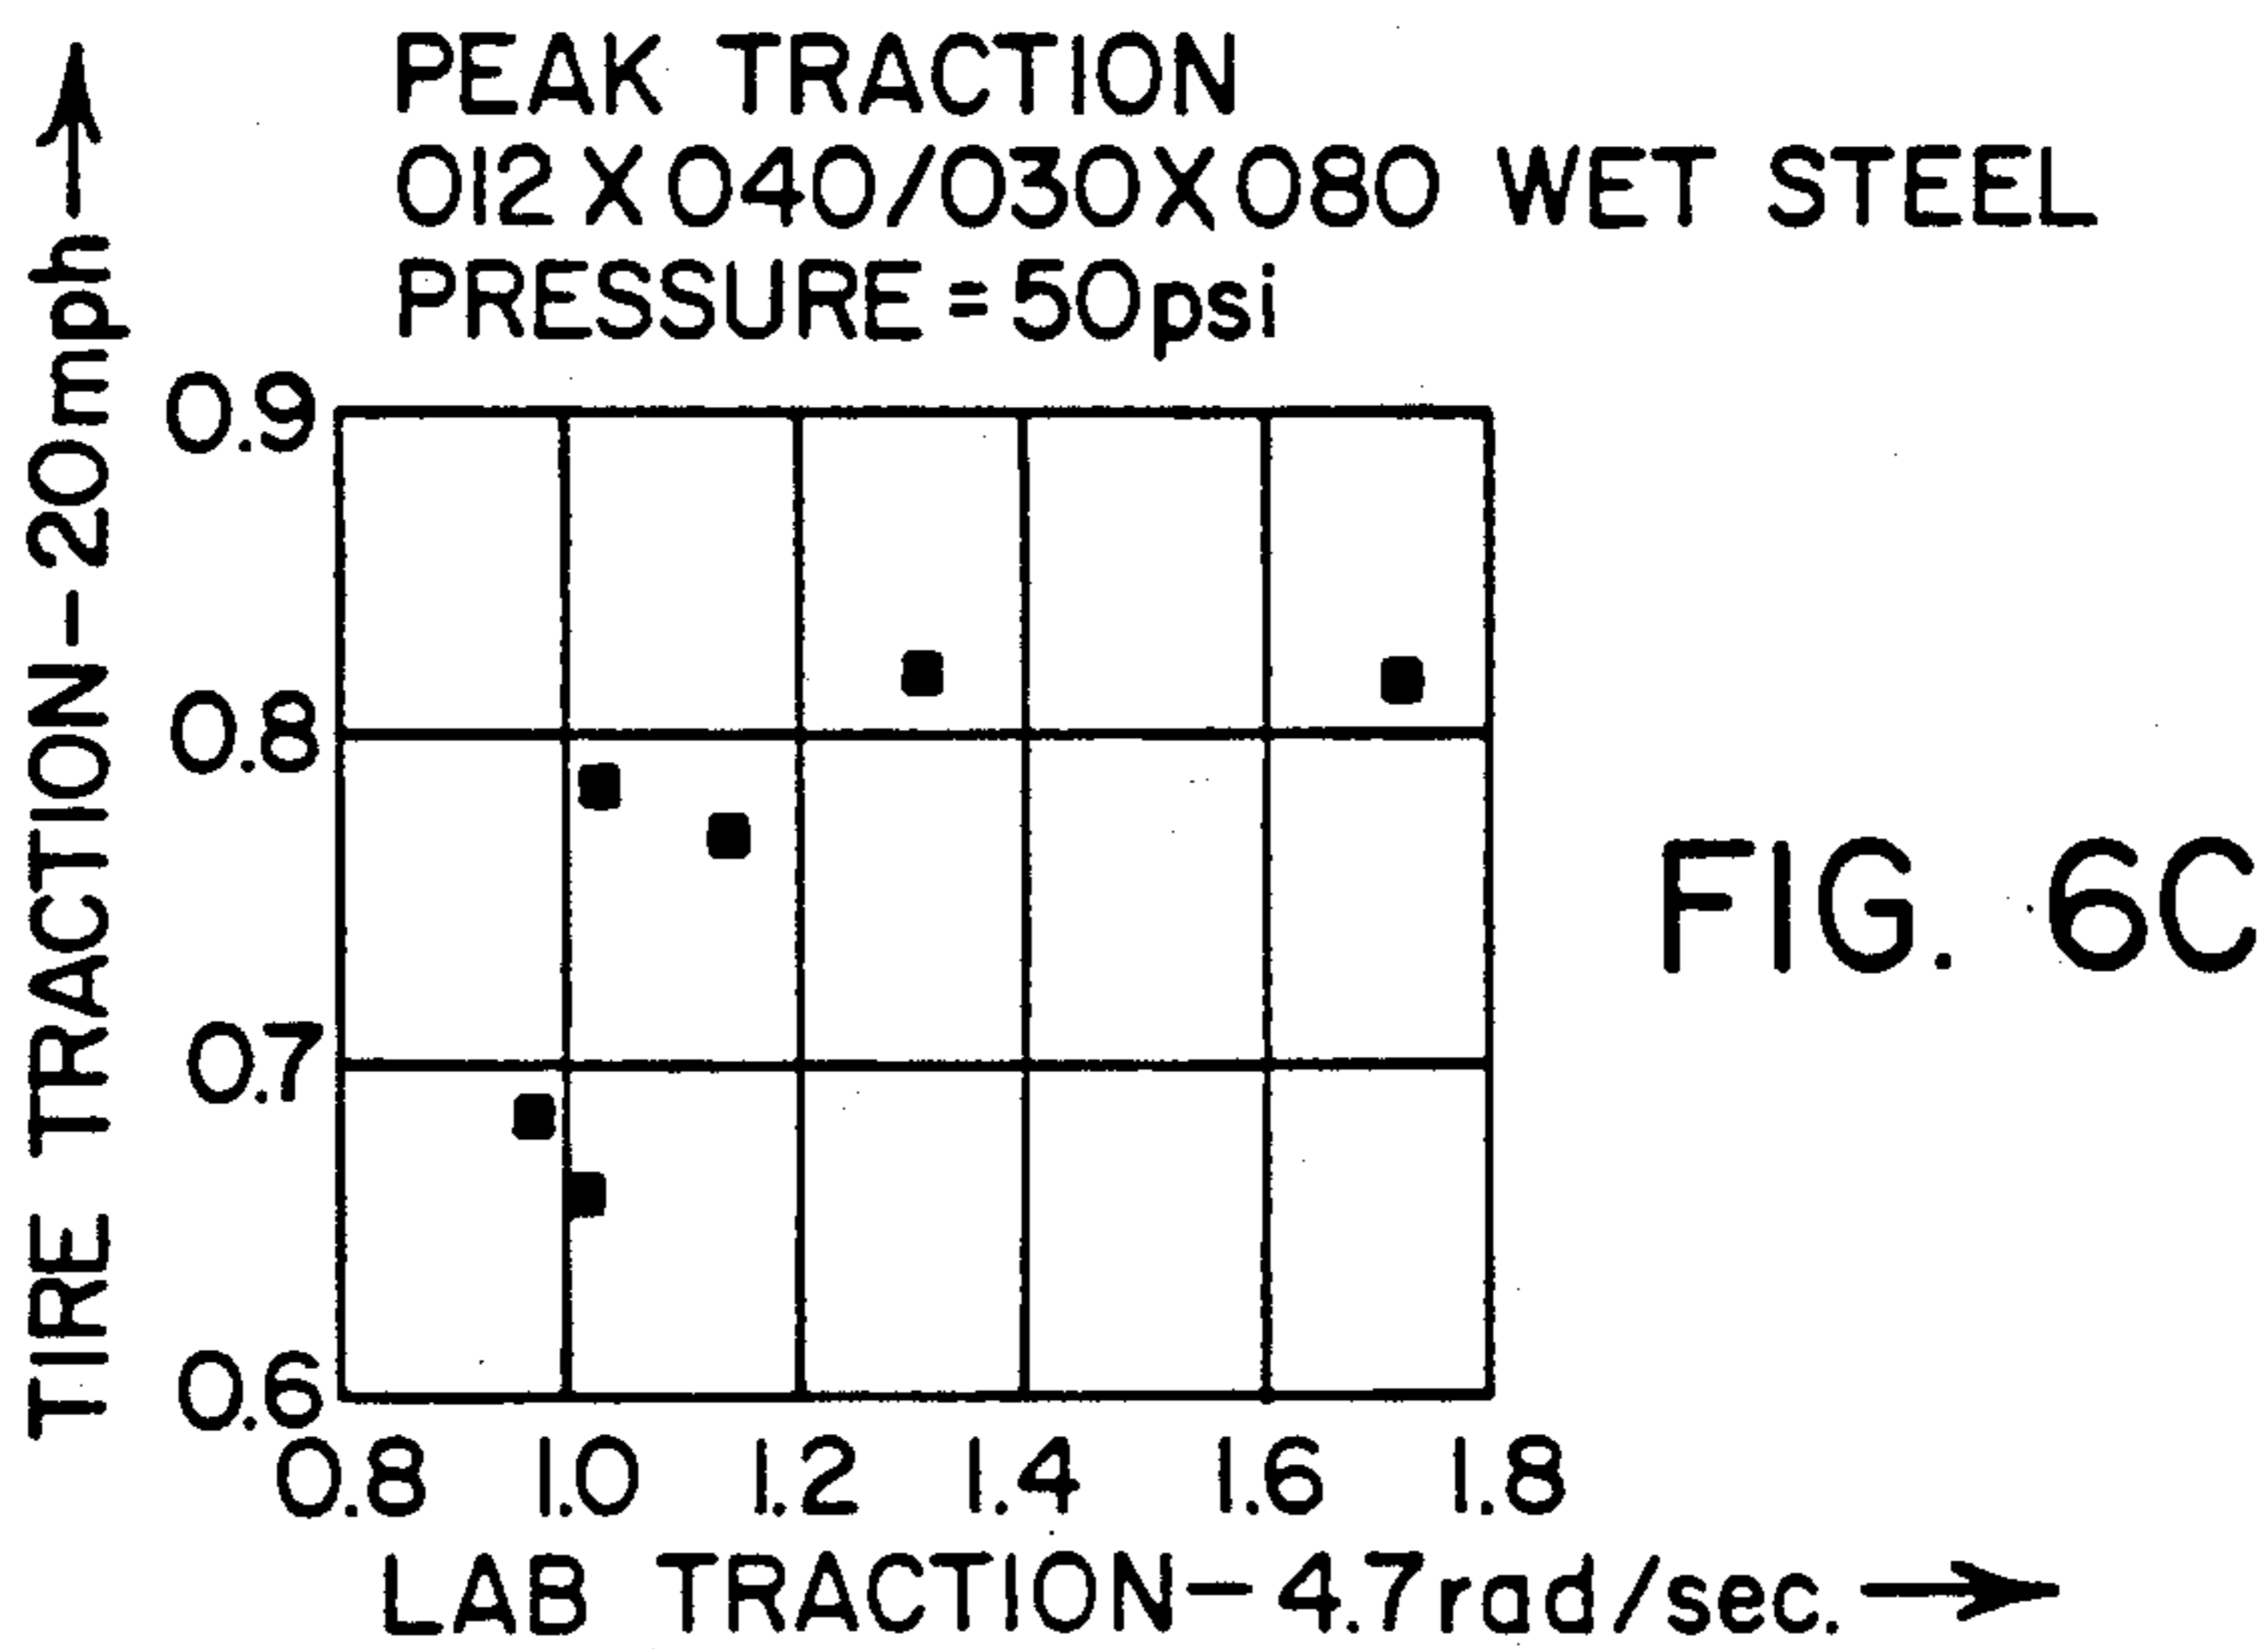 PEAK TRACTION
012 X 040/030X080 WET STEEL
PRESSURE = 50psi
TIRE TRACTION - 20mph
0.9
0.8
0.7
0.6
0.8 1.0 1.2 1.4 1.6 1.8
LAB TRACTION - 4.7rad/sec.
FIG. 6C